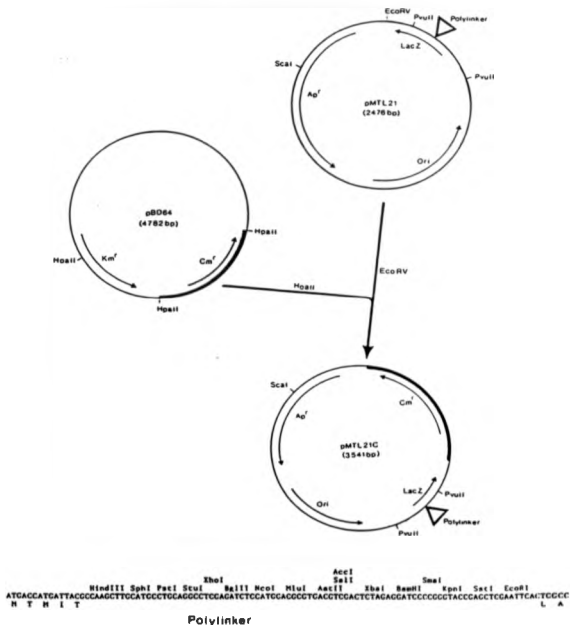 EcoRV
PvuII
Polylinker
LacZ
ScaI
PvuII
Apʳ
pMTL21
(2476bp)
Ori
pBD64
(4782bp)
HpaII
Kmʳ
Cmʳ
HpaII
HpaII
EcoRV
HpaII
ScaI
Cmʳ
Apʳ
pMTL21C
(3541bp)
LacZ
PvuII
Ori
Polylinker
PvuII
AccI
XhoI SalI SmaI
HindIII SphI PstI StuI BglII NcoI MluI AatII XbaI BamHI KpnI SstI EcoRI
ATGACCATGATTACGCCAAGCTTGCATGCCTGCAGGCCTCGAGATCTCCATGGACGCGTGACGTCGACTCTAGAGGATCCCCGGGTACCGAGCTCGAATTCACTGGCC
M T M I T L A
Polylinker